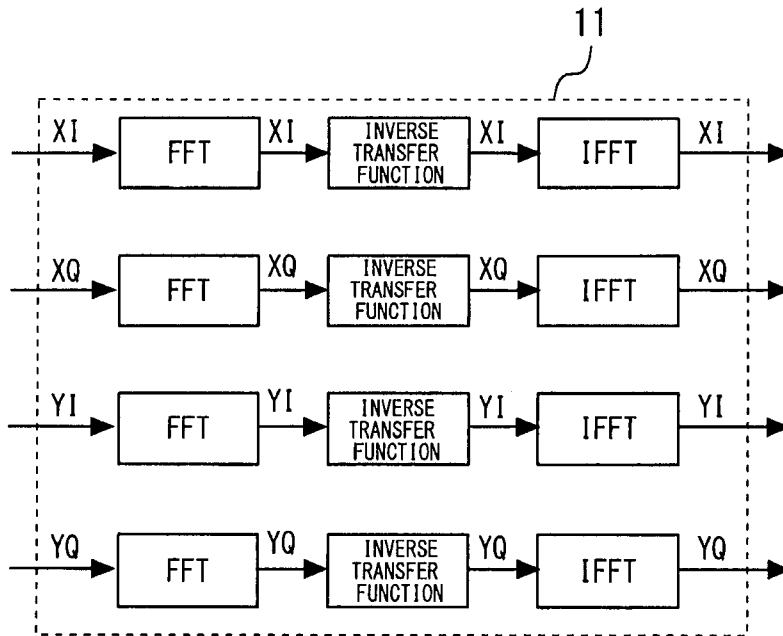 11
XI FFT XI INVERSE TRANSFER FUNCTION XI IFFT XI
XQ FFT XQ INVERSE TRANSFER FUNCTION XQ IFFT XQ
YI FFT YI INVERSE TRANSFER FUNCTION YI IFFT YI
YQ FFT YQ INVERSE TRANSFER FUNCTION YQ IFFT YQ